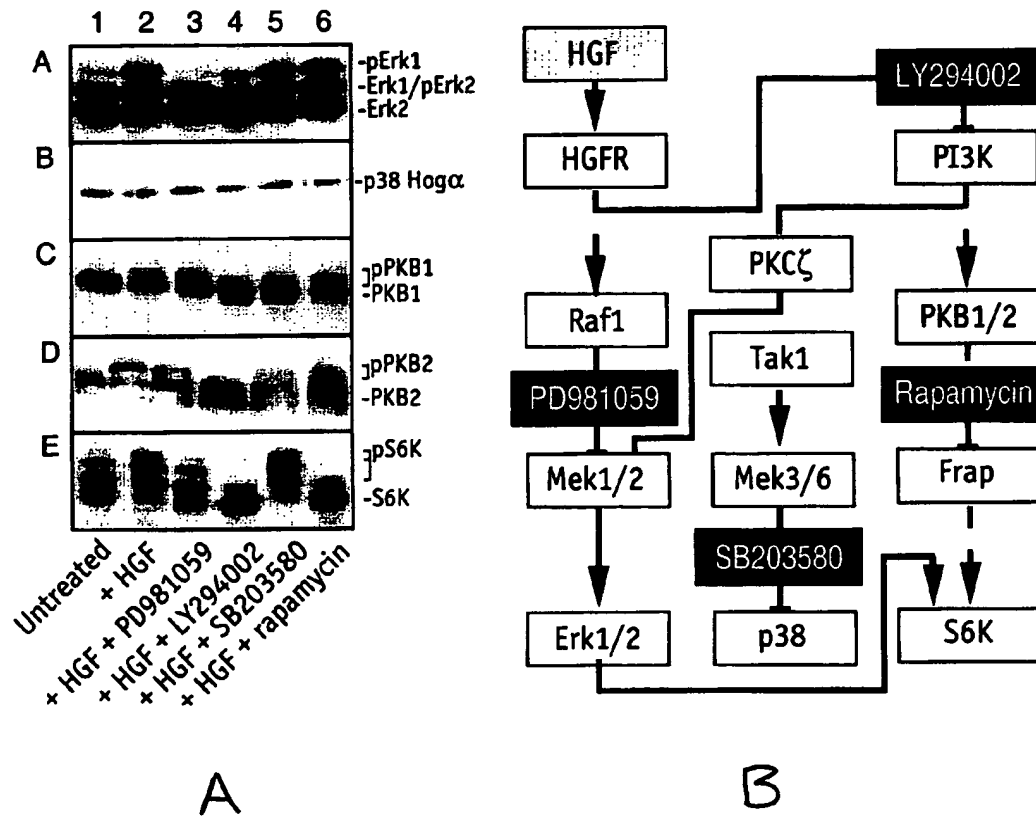 1 2 3 4 5 6
A
-pErk1
-Erk1/pErk2
-Erk2
B
-p38 Hogα
C
pPKB1
-PKB1
D
pPKB2
-PKB2
E
pS6K
-S6K
Untreated
+ HGF
+ HGF + PD981059
+ HGF + LY294002
+ HGF + SB203580
+ HGF + rapamycin
A
HGF
LY294002
HGFR
PI3K
PKCζ
Raf1
PKB1/2
Tak1
PD981059
Rapamycin
Mek1/2
Mek3/6
Frap
SB203580
Erk1/2
p38
S6K
B